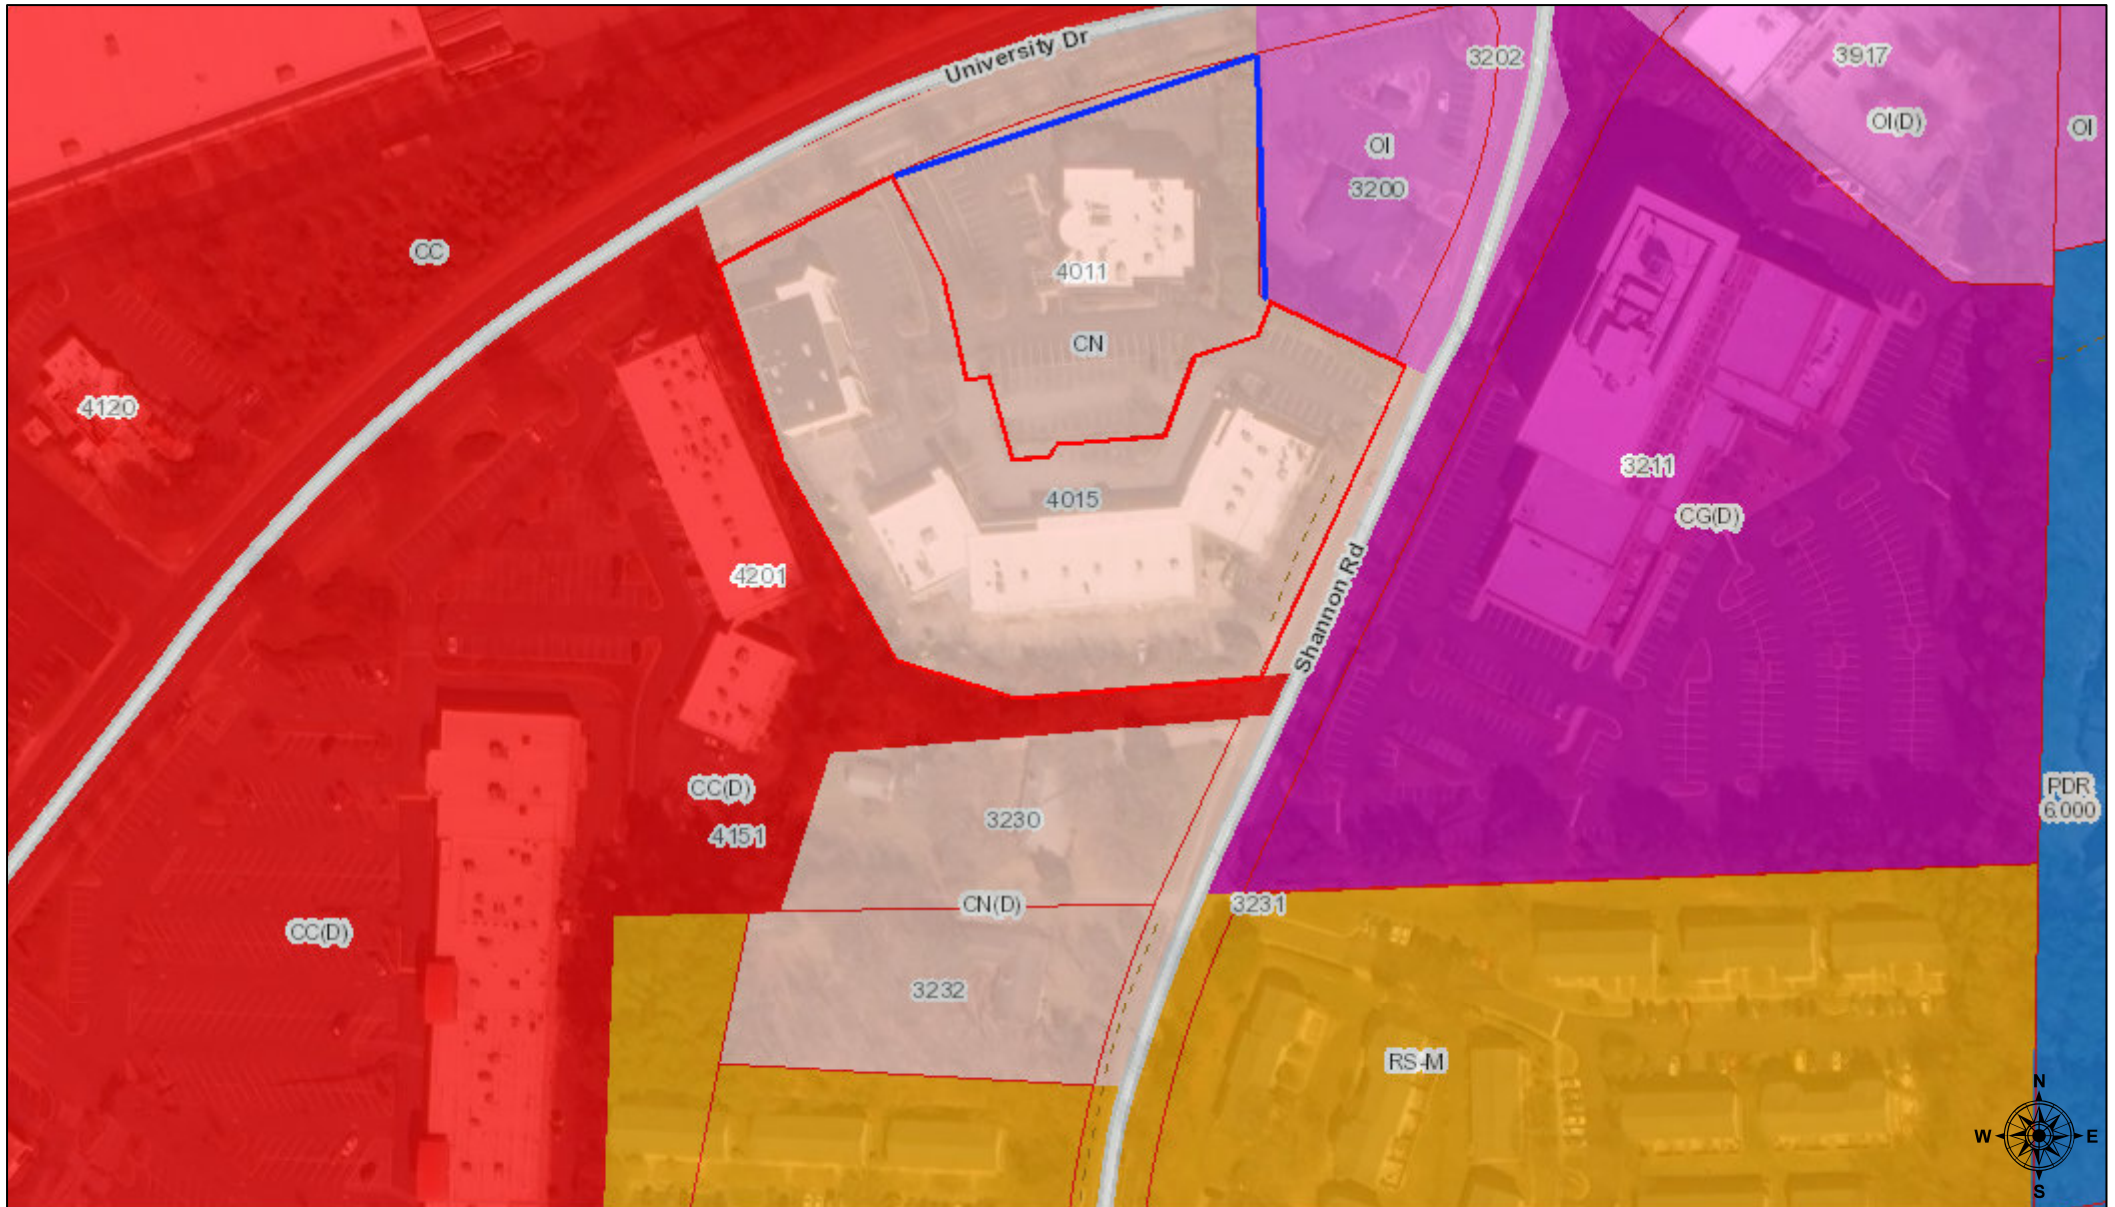 University Dr
3202
3917
OI(D)
OI
OI
3200
CC
4011
CN
4120
3211
4015
CG(D)
4201
Shannon Rd
CC(D)
4151
3230
PDR
6.000
CN(D)
3231
CC(D)
3232
RS-M
N
W
E
S